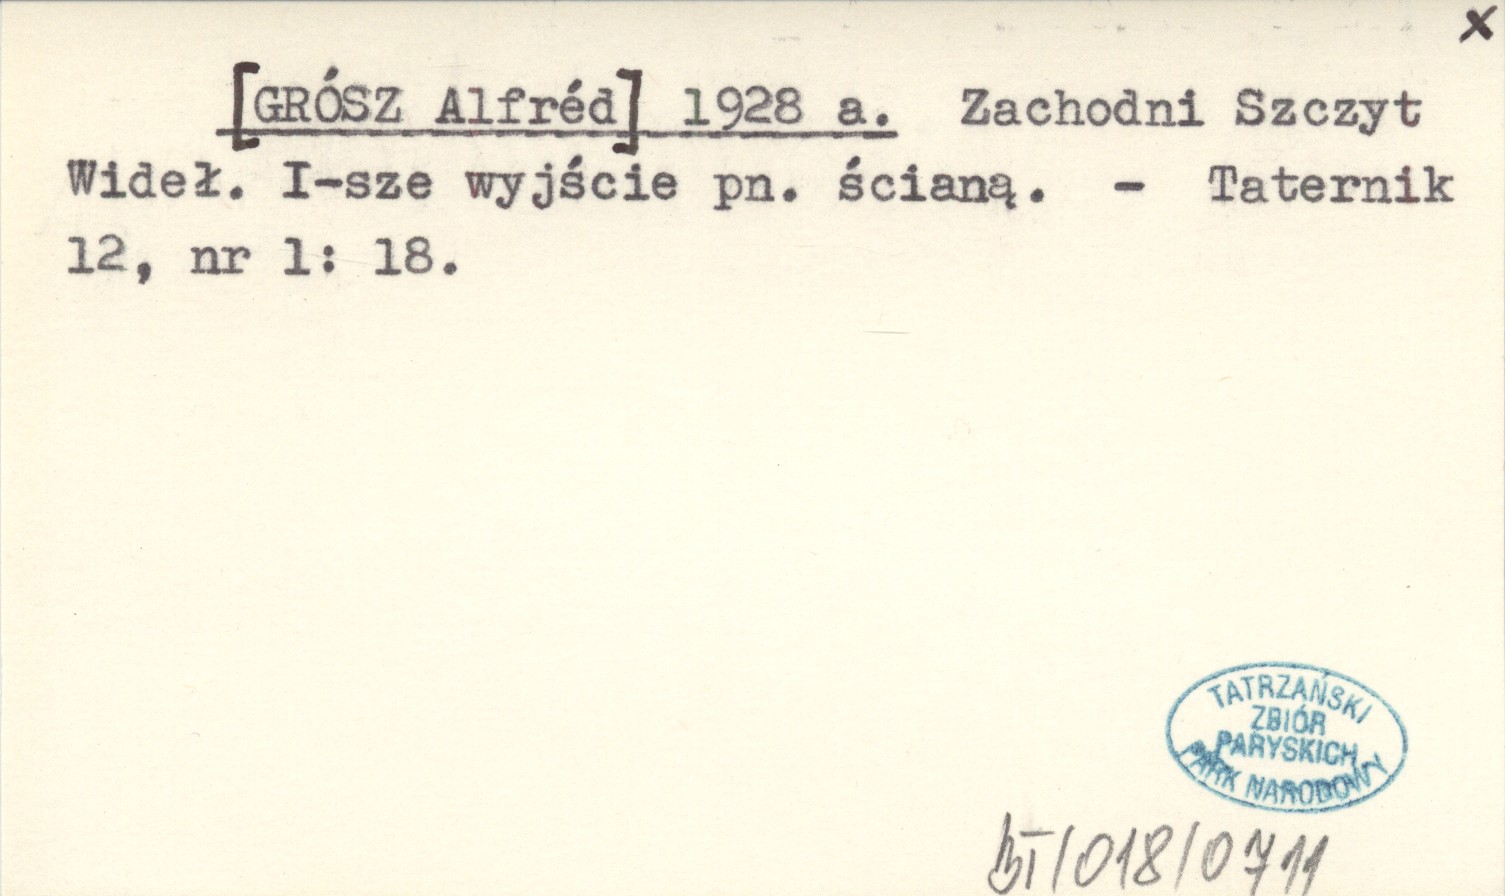 x
[GRÓSZ Alfréd] 1928 a. Zachodni Szczyt
Wideł. I-sze wyjście pn. ścianą. - Taternik
12, nr 1: 18.
TATRZAŃSKI
ZBIÓR
PARYSKICH
PARK NARODOWY
BT/018/0711